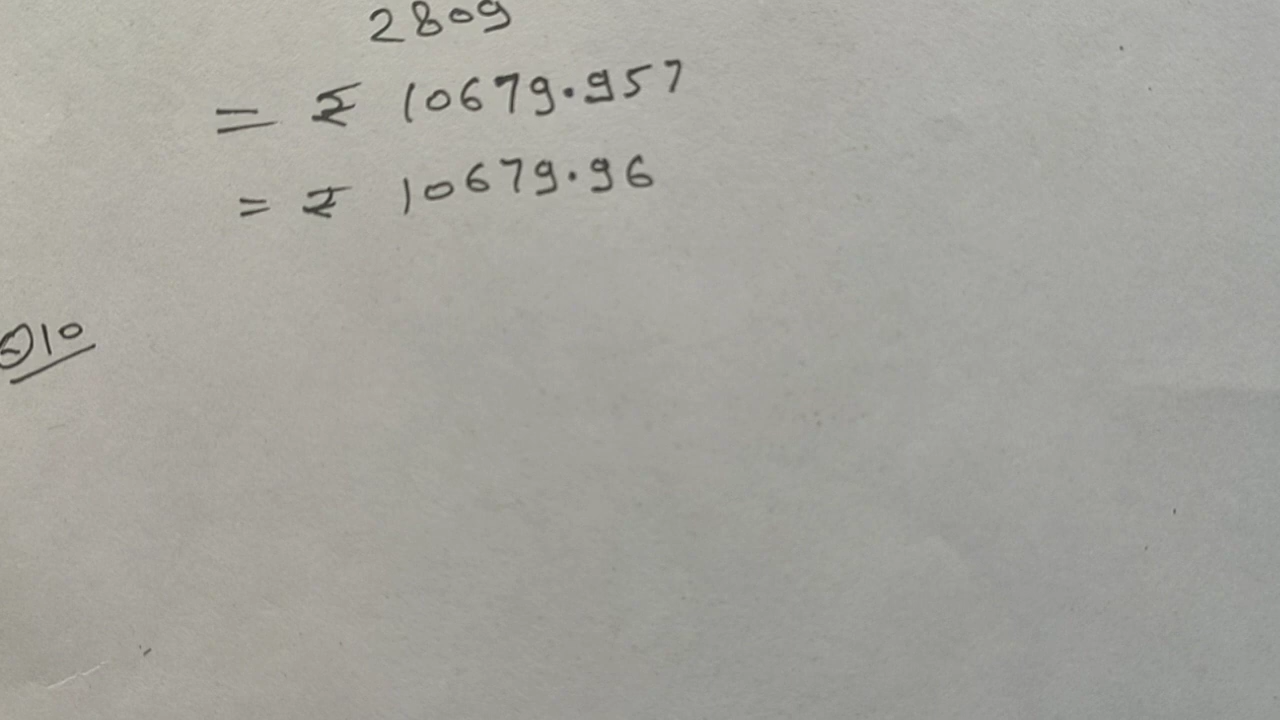 2809
= ₹ 10679.957
= ₹ 10679.96
10